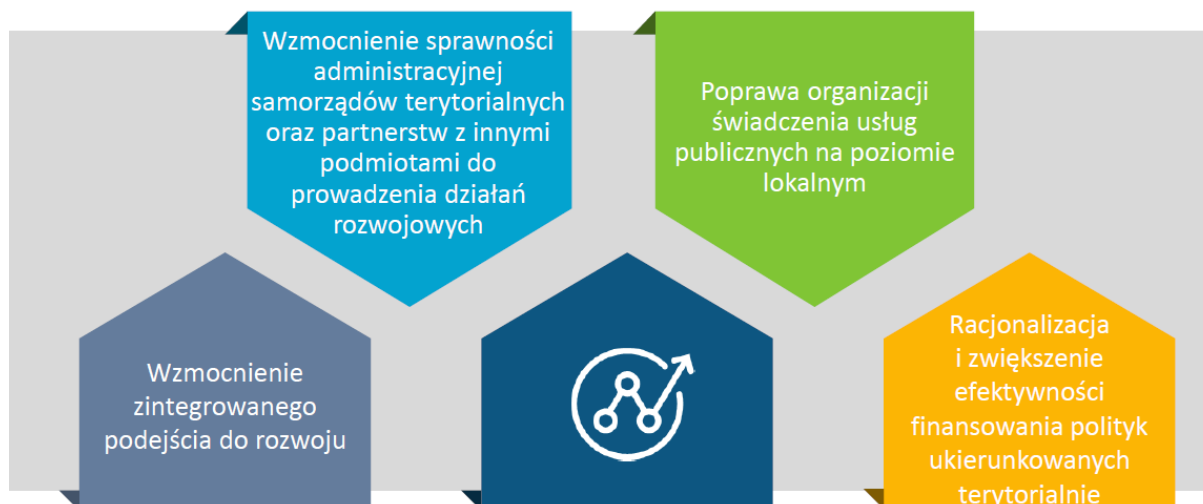 Wzmocnienie sprawności
administracyjnej
samorządów terytorialnych
oraz partnerstw z innymi
podmiotami do
prowadzenia działań
rozwojowych
Poprawa organizacji
świadczenia usług
publicznych na poziomie
lokalnym
Wzmocnienie
zintegrowanego
podejścia do rozwoju
Racjonalizacja
i zwiększenie
efektywności
finansowania polityk
ukierunkowanych
terytorialnie